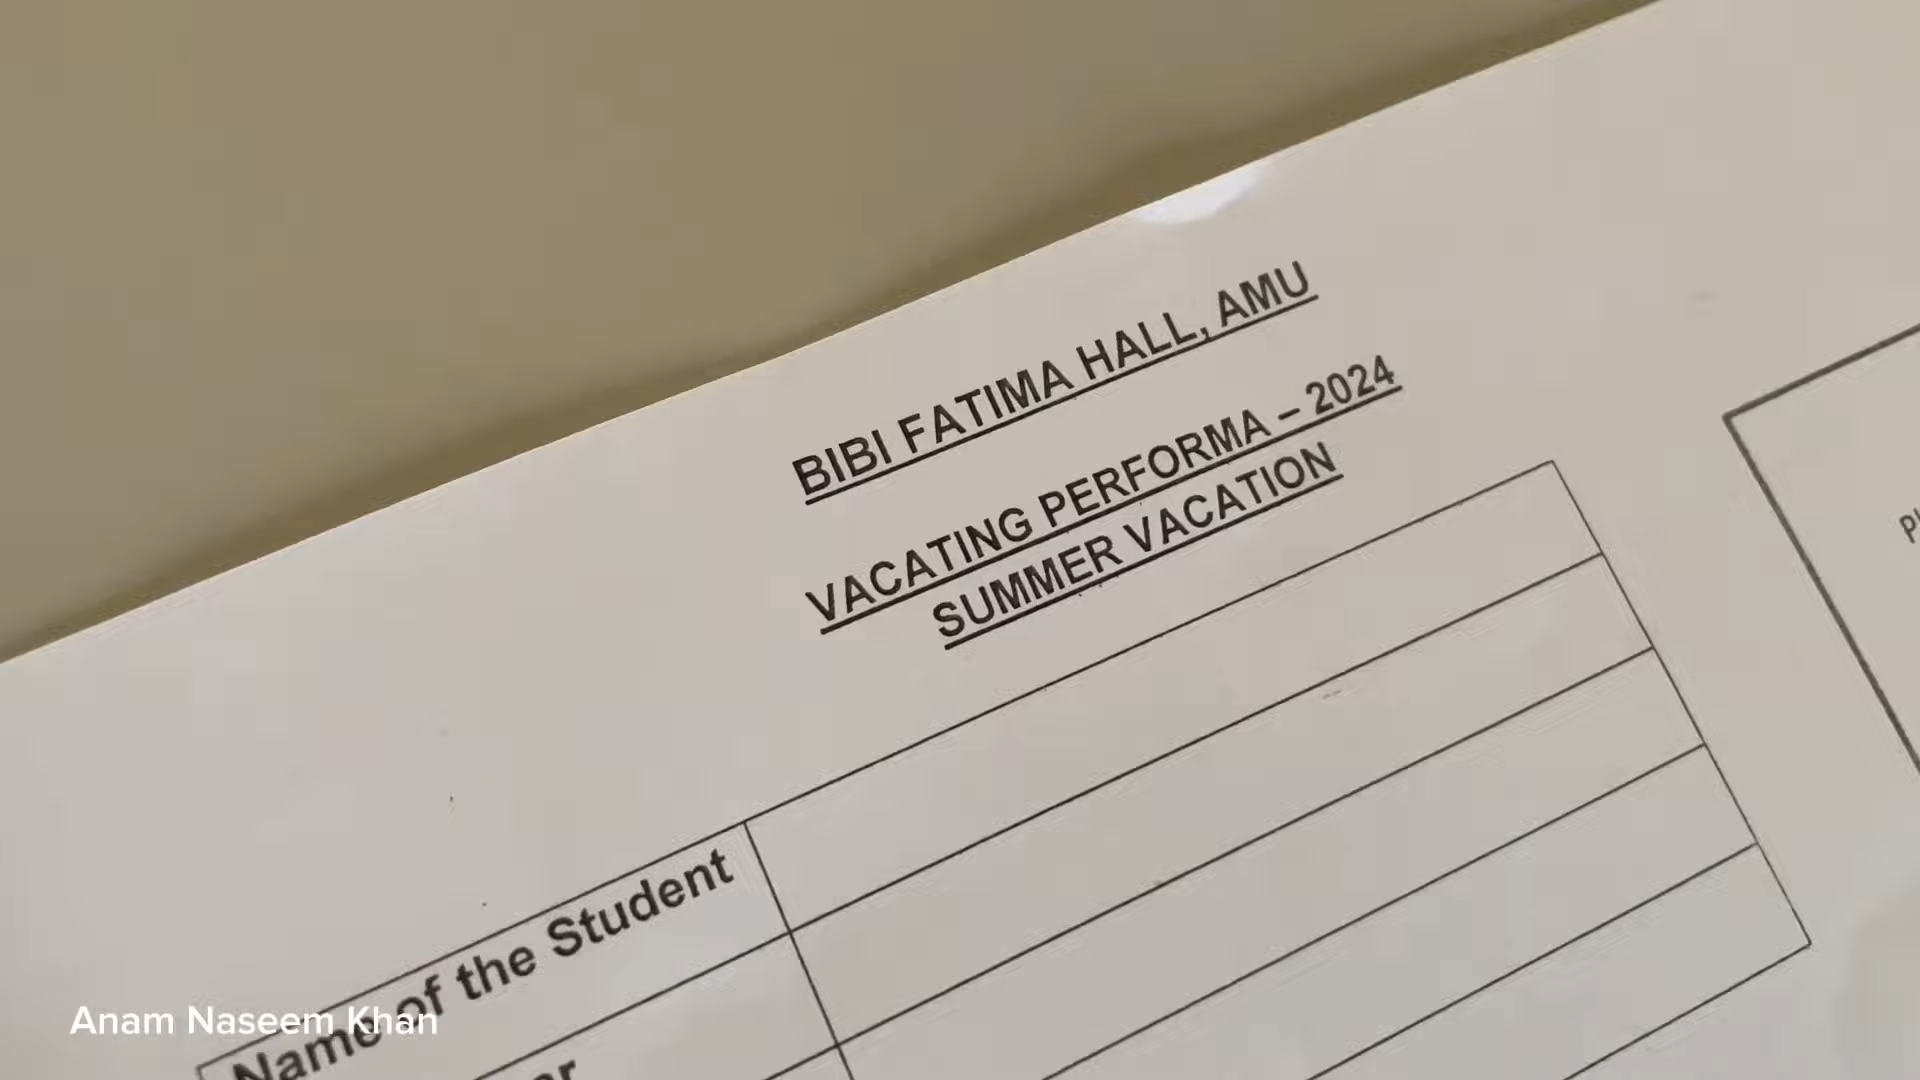 BIBI FATIMA HALL, AMU
VACATING PERFORMA – 2024
SUMMER VACATION
Name of the Student
Anam Naseem Khan